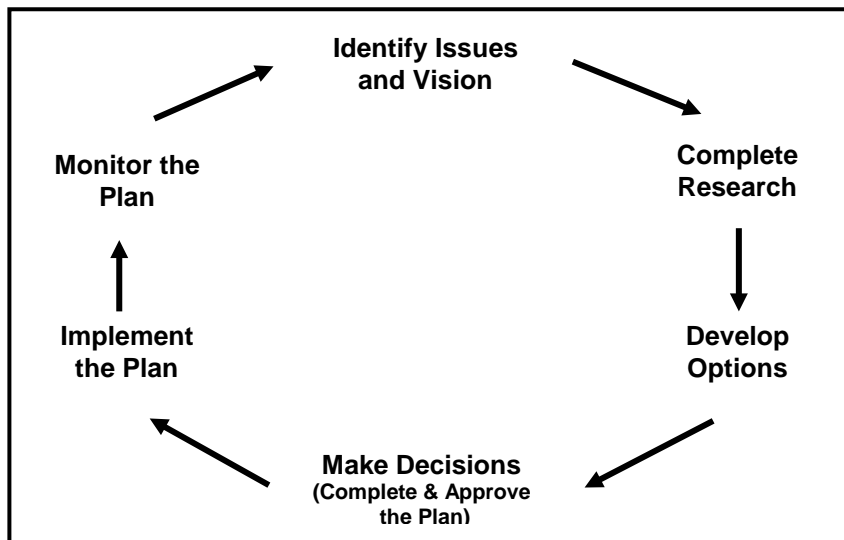 Identify Issues
and Vision
Complete
Research
Develop
Options
Make Decisions
(Complete & Approve
the Plan)
Implement
the Plan
Monitor the
Plan